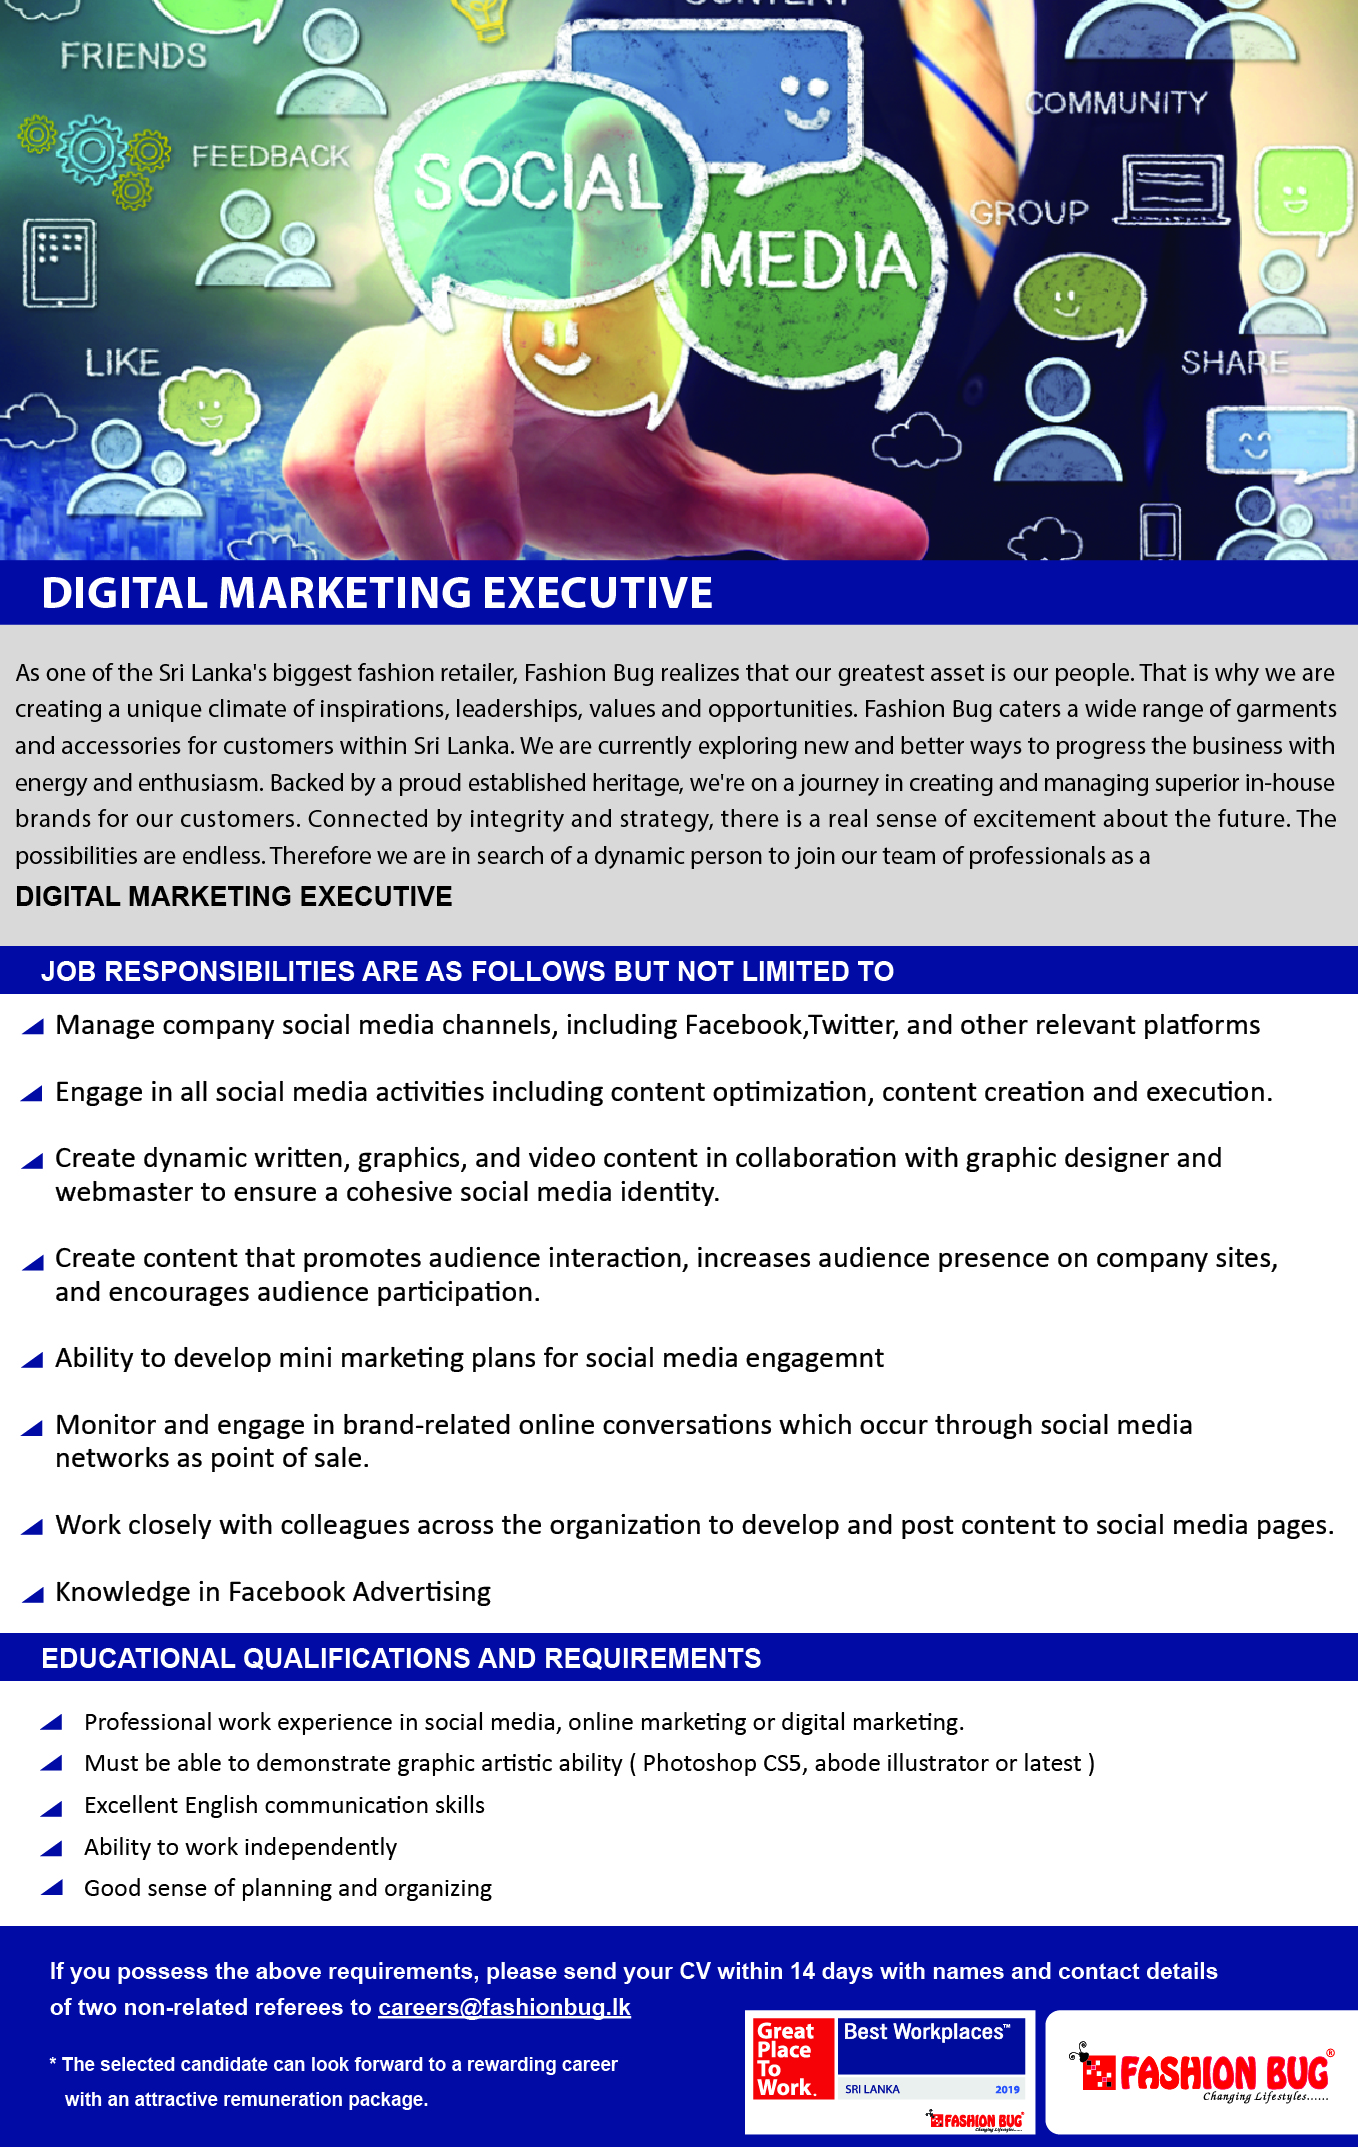 CONTENT
FRIENDS
COMMUNITY
FEEDBACK
SOCIAL
GROUP
MEDIA
LIKE
SHARE
DIGITAL MARKETING EXECUTIVE
As one of the Sri Lanka's biggest fashion retailer, Fashion Bug realizes that our greatest asset is our people. That is why we are
creating a unique climate of inspirations, leaderships, values and opportunities. Fashion Bug caters a wide range of garments
and accessories for customers within Sri Lanka. We are currently exploring new and better ways to progress the business with
energy and enthusiasm. Backed by a proud established heritage, we're on a journey in creating and managing superior in-house
brands for our customers. Connected by integrity and strategy, there is a real sense of excitement about the future. The
possibilities are endless. Therefore we are in search of a dynamic person to join our team of professionals as a
DIGITAL MARKETING EXECUTIVE
JOB RESPONSIBILITIES ARE AS FOLLOWS BUT NOT LIMITED TO
Manage company social media channels, including Facebook,Twitter, and other relevant platforms
Engage in all social media activities including content optimization, content creation and execution.
Create dynamic written, graphics, and video content in collaboration with graphic designer and
webmaster to ensure a cohesive social media identity.
Create content that promotes audience interaction, increases audience presence on company sites,
and encourages audience participation.
Ability to develop mini marketing plans for social media engagemnt
Monitor and engage in brand-related online conversations which occur through social media
networks as point of sale.
Work closely with colleagues across the organization to develop and post content to social media pages.
Knowledge in Facebook Advertising
EDUCATIONAL QUALIFICATIONS AND REQUIREMENTS
Professional work experience in social media, online marketing or digital marketing.
Must be able to demonstrate graphic artistic ability ( Photoshop CS5, abode illustrator or latest )
Excellent English communication skills
Ability to work independently
Good sense of planning and organizing
If you possess the above requirements, please send your CV within 14 days with names and contact details
of two non-related referees to careers@fashionbug.lk
* The selected candidate can look forward to a rewarding career
with an attractive remuneration package.
Great
Place
To
Work.
Best Workplaces™
SRI LANKA 2019
FASHION BUG®
Changing Lifestyles......
FASHION BUG®
Changing Lifestyles......